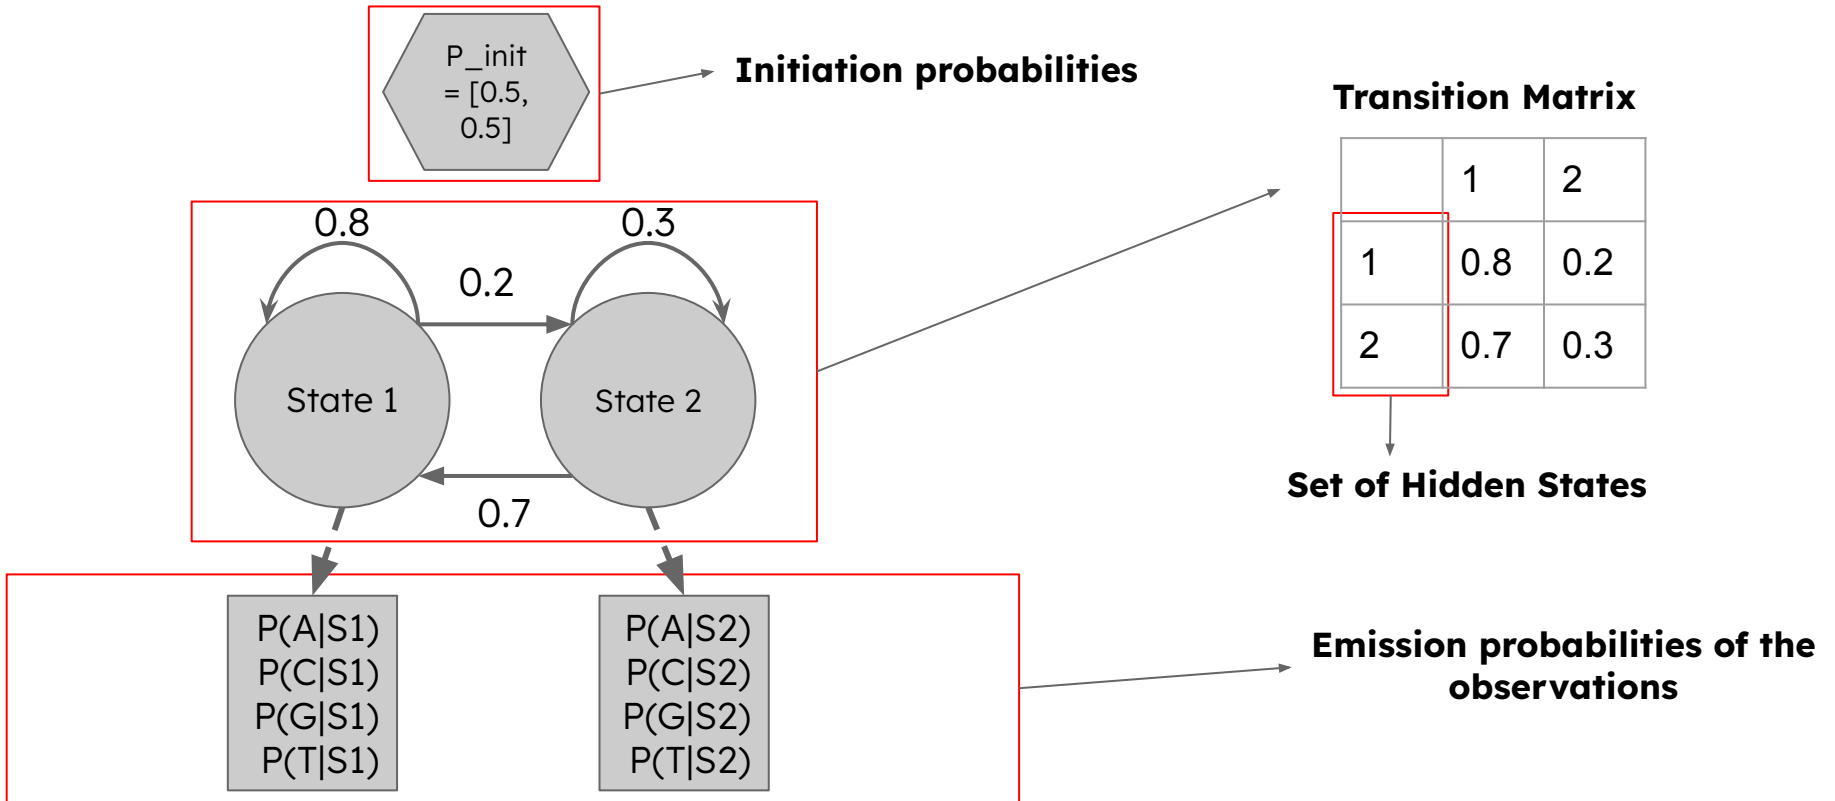 P_init
= [0.5,
0.5]
Initiation probabilities
Transition Matrix
1 2
1 0.8 0.2
2 0.7 0.3
Set of Hidden States
0.8
0.3
0.2
State 1
State 2
0.7
P(A|S1)
P(C|S1)
P(G|S1)
P(T|S1)
P(A|S2)
P(C|S2)
P(G|S2)
P(T|S2)
Emission probabilities of the
observations